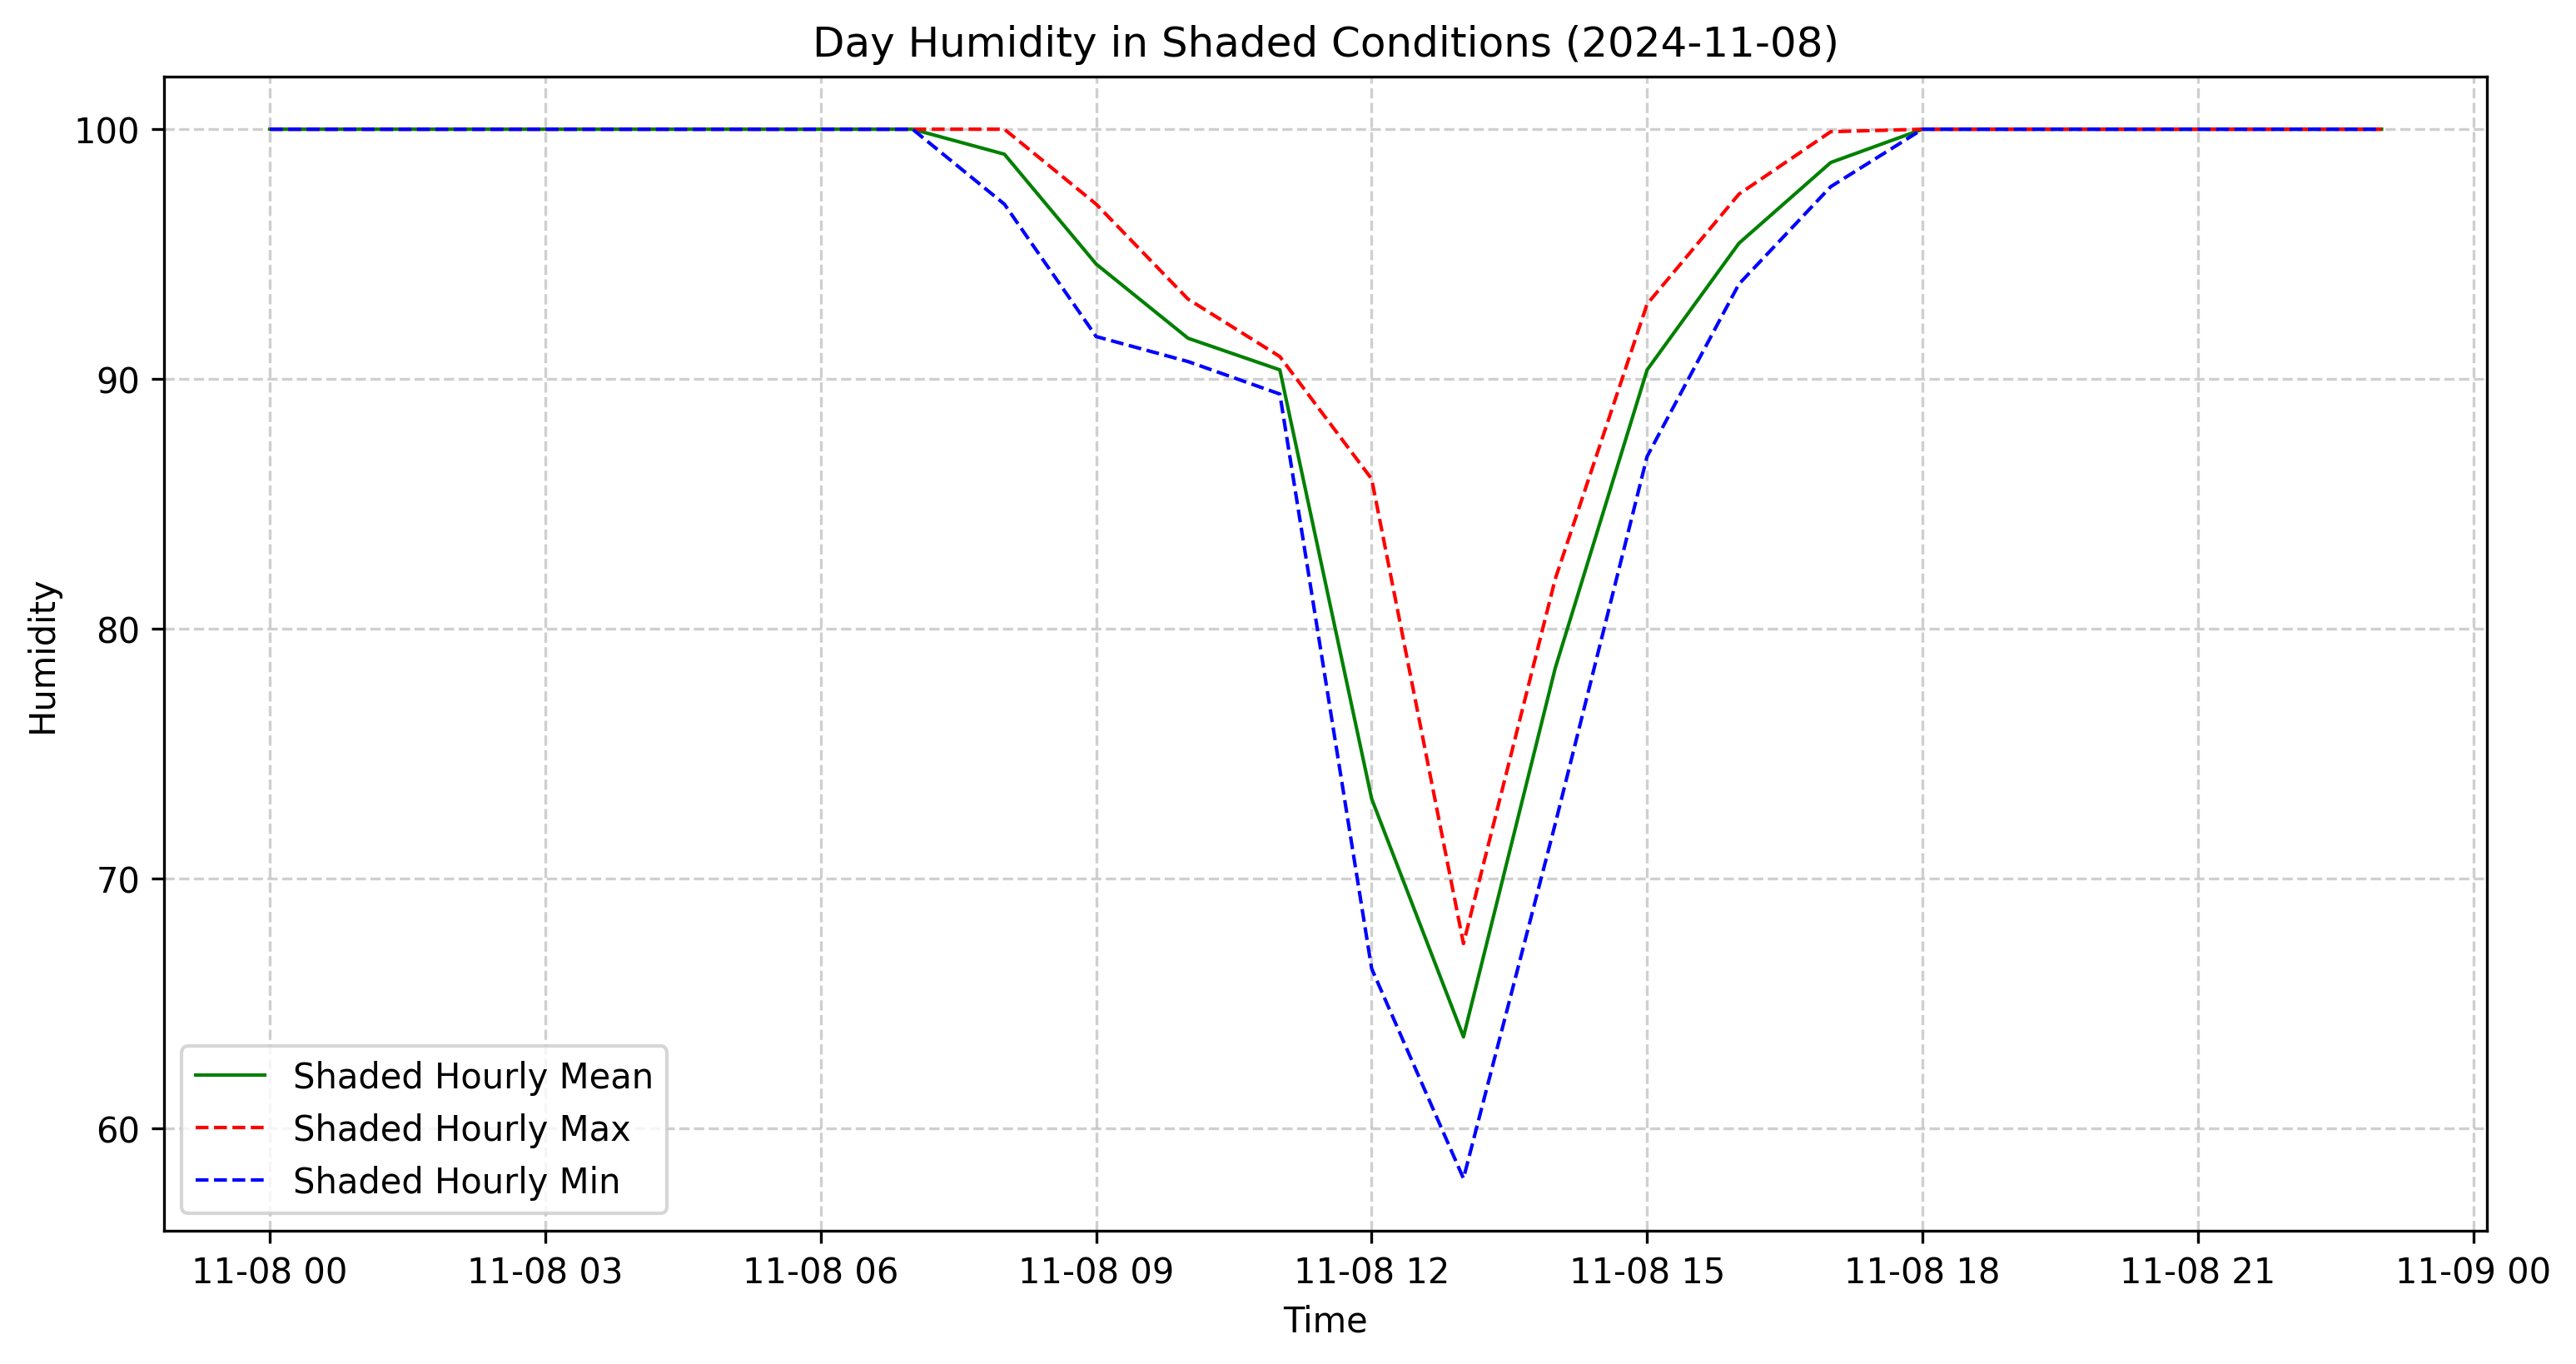 Day Humidity in Shaded Conditions (2024-11-08)
100
90
80
70
60
Humidity
Shaded Hourly Mean
Shaded Hourly Max
Shaded Hourly Min
11-08 00 11-08 03 11-08 06 11-08 09 11-08 12 11-08 15 11-08 18 11-08 21 11-09 00
Time